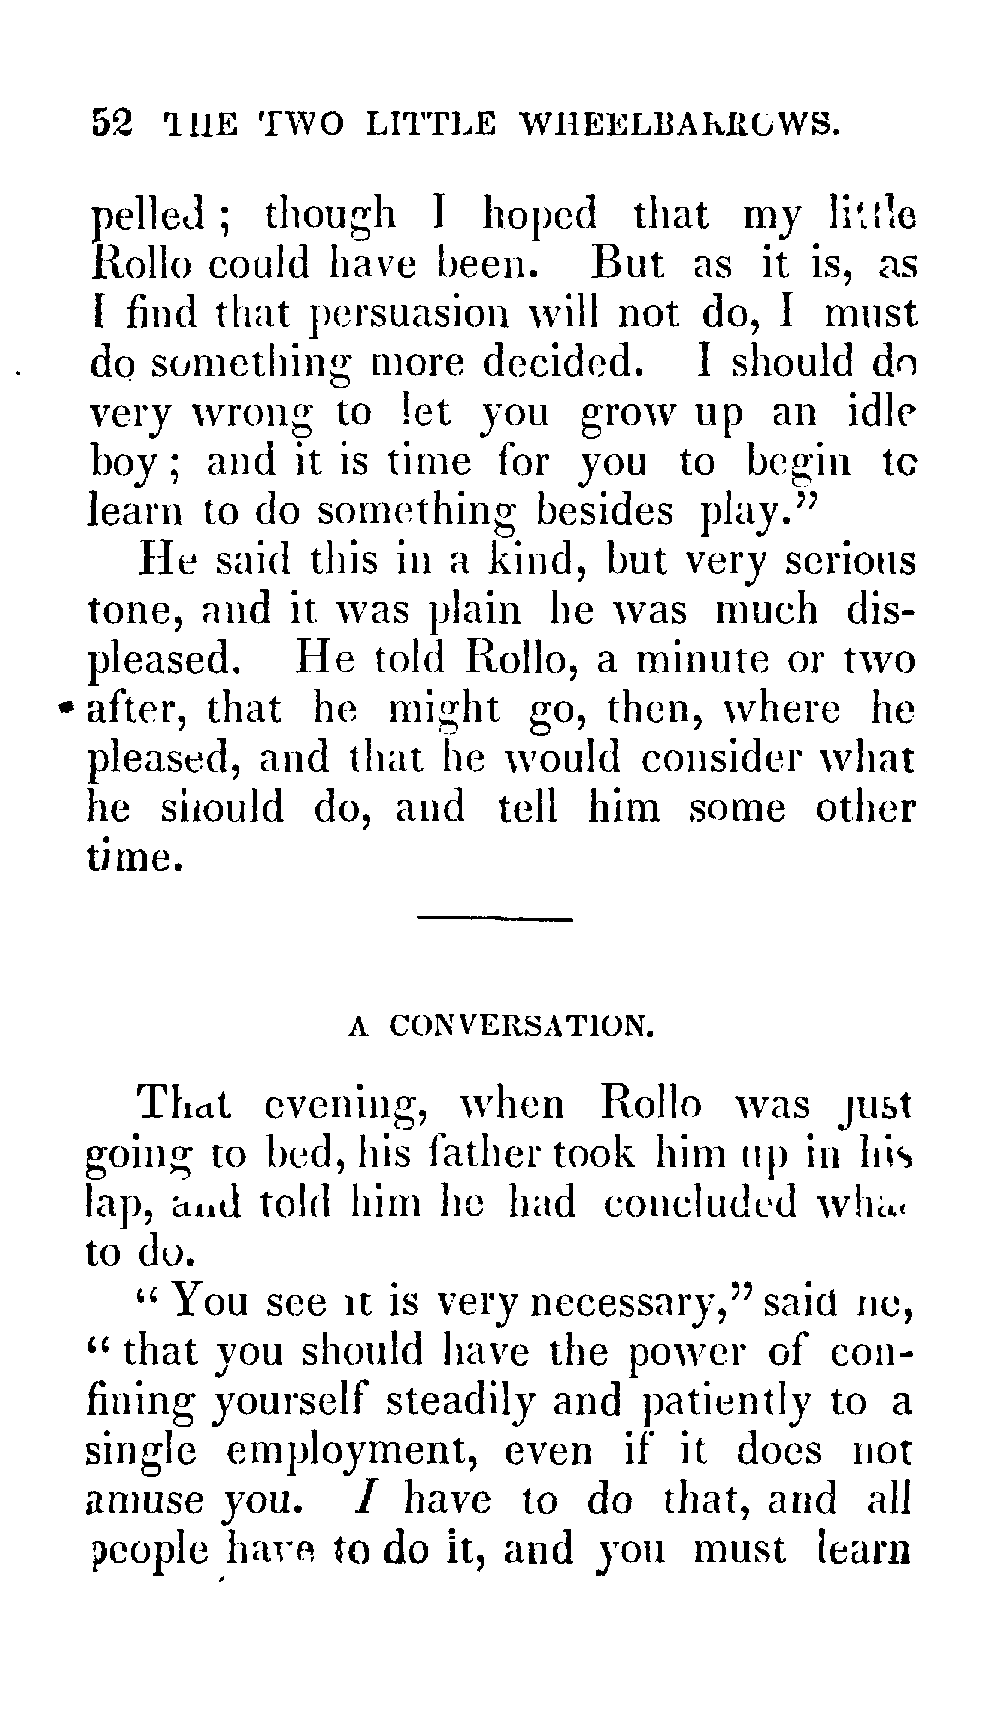 52 THE TWO LITTLE WHEELBARROWS.
pelled ; though I hoped that my little
Rollo could have been. But as it is, as
I find that persuasion will not do, I must
do something more decided. I should do
very wrong to let you grow up an idle
boy ; and it is time for you to begin to
learn to do something besides play.”
He said this in a kind, but very serious
tone, and it was plain he was much dis-
pleased. He told Rollo, a minute or two
after, that he might go, then, where he
pleased, and that he would consider what
he should do, and tell him some other
time.
A CONVERSATION.
That evening, when Rollo was just
going to bed, his father took him up in his
lap, and told him he had concluded what
to do.
“ You see it is very necessary,” said he,
“ that you should have the power of con-
fining yourself steadily and patiently to a
single employment, even if it does not
amuse you. I have to do that, and all
people have to do it, and you must learn